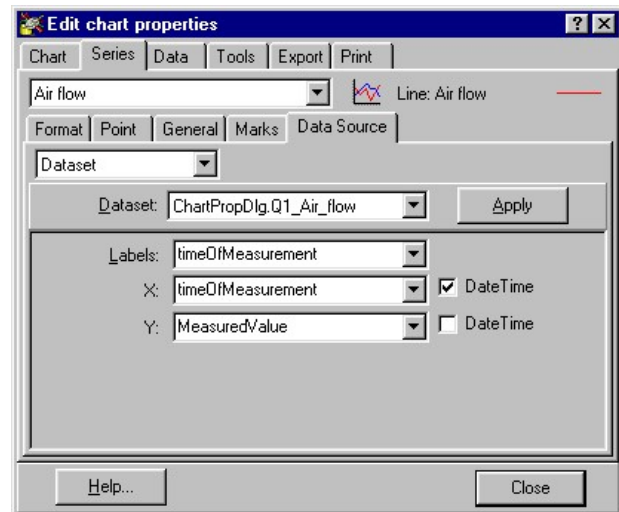 Edit chart properties
Chart Series Data Tools Export Print
Air flow Line: Air flow
Format Point General Marks Data Source
Dataset
Dataset: ChartPropDlg.Q1_Air_flow Apply
Labels: timeOfMeasurement
X: timeOfMeasurement DateTime
Y: MeasuredValue DateTime
Help... Close